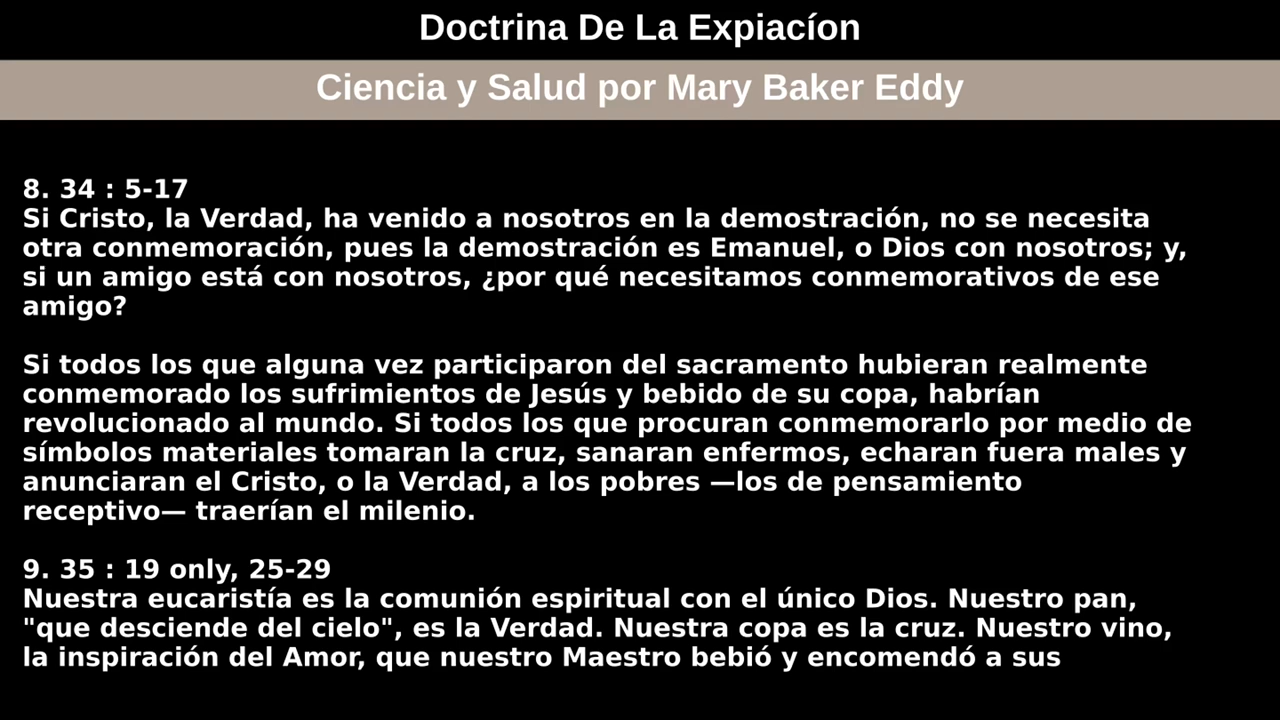 Doctrina De La Expiacíon
Ciencia y Salud por Mary Baker Eddy
8. 34 : 5-17
Si Cristo, la Verdad, ha venido a nosotros en la demostración, no se necesita
otra conmemoración, pues la demostración es Emanuel, o Dios con nosotros; y,
si un amigo está con nosotros, ¿por qué necesitamos conmemorativos de ese
amigo?
Si todos los que alguna vez participaron del sacramento hubieran realmente
conmemorado los sufrimientos de Jesús y bebido de su copa, habrían
revolucionado al mundo. Si todos los que procuran conmemorarlo por medio de
símbolos materiales tomaran la cruz, sanaran enfermos, echaran fuera males y
anunciaran el Cristo, o la Verdad, a los pobres —los de pensamiento
receptivo— traerían el milenio.
9. 35 : 19 only, 25-29
Nuestra eucaristía es la comunión espiritual con el único Dios. Nuestro pan,
"que desciende del cielo", es la Verdad. Nuestra copa es la cruz. Nuestro vino,
la inspiración del Amor, que nuestro Maestro bebió y encomendó a sus